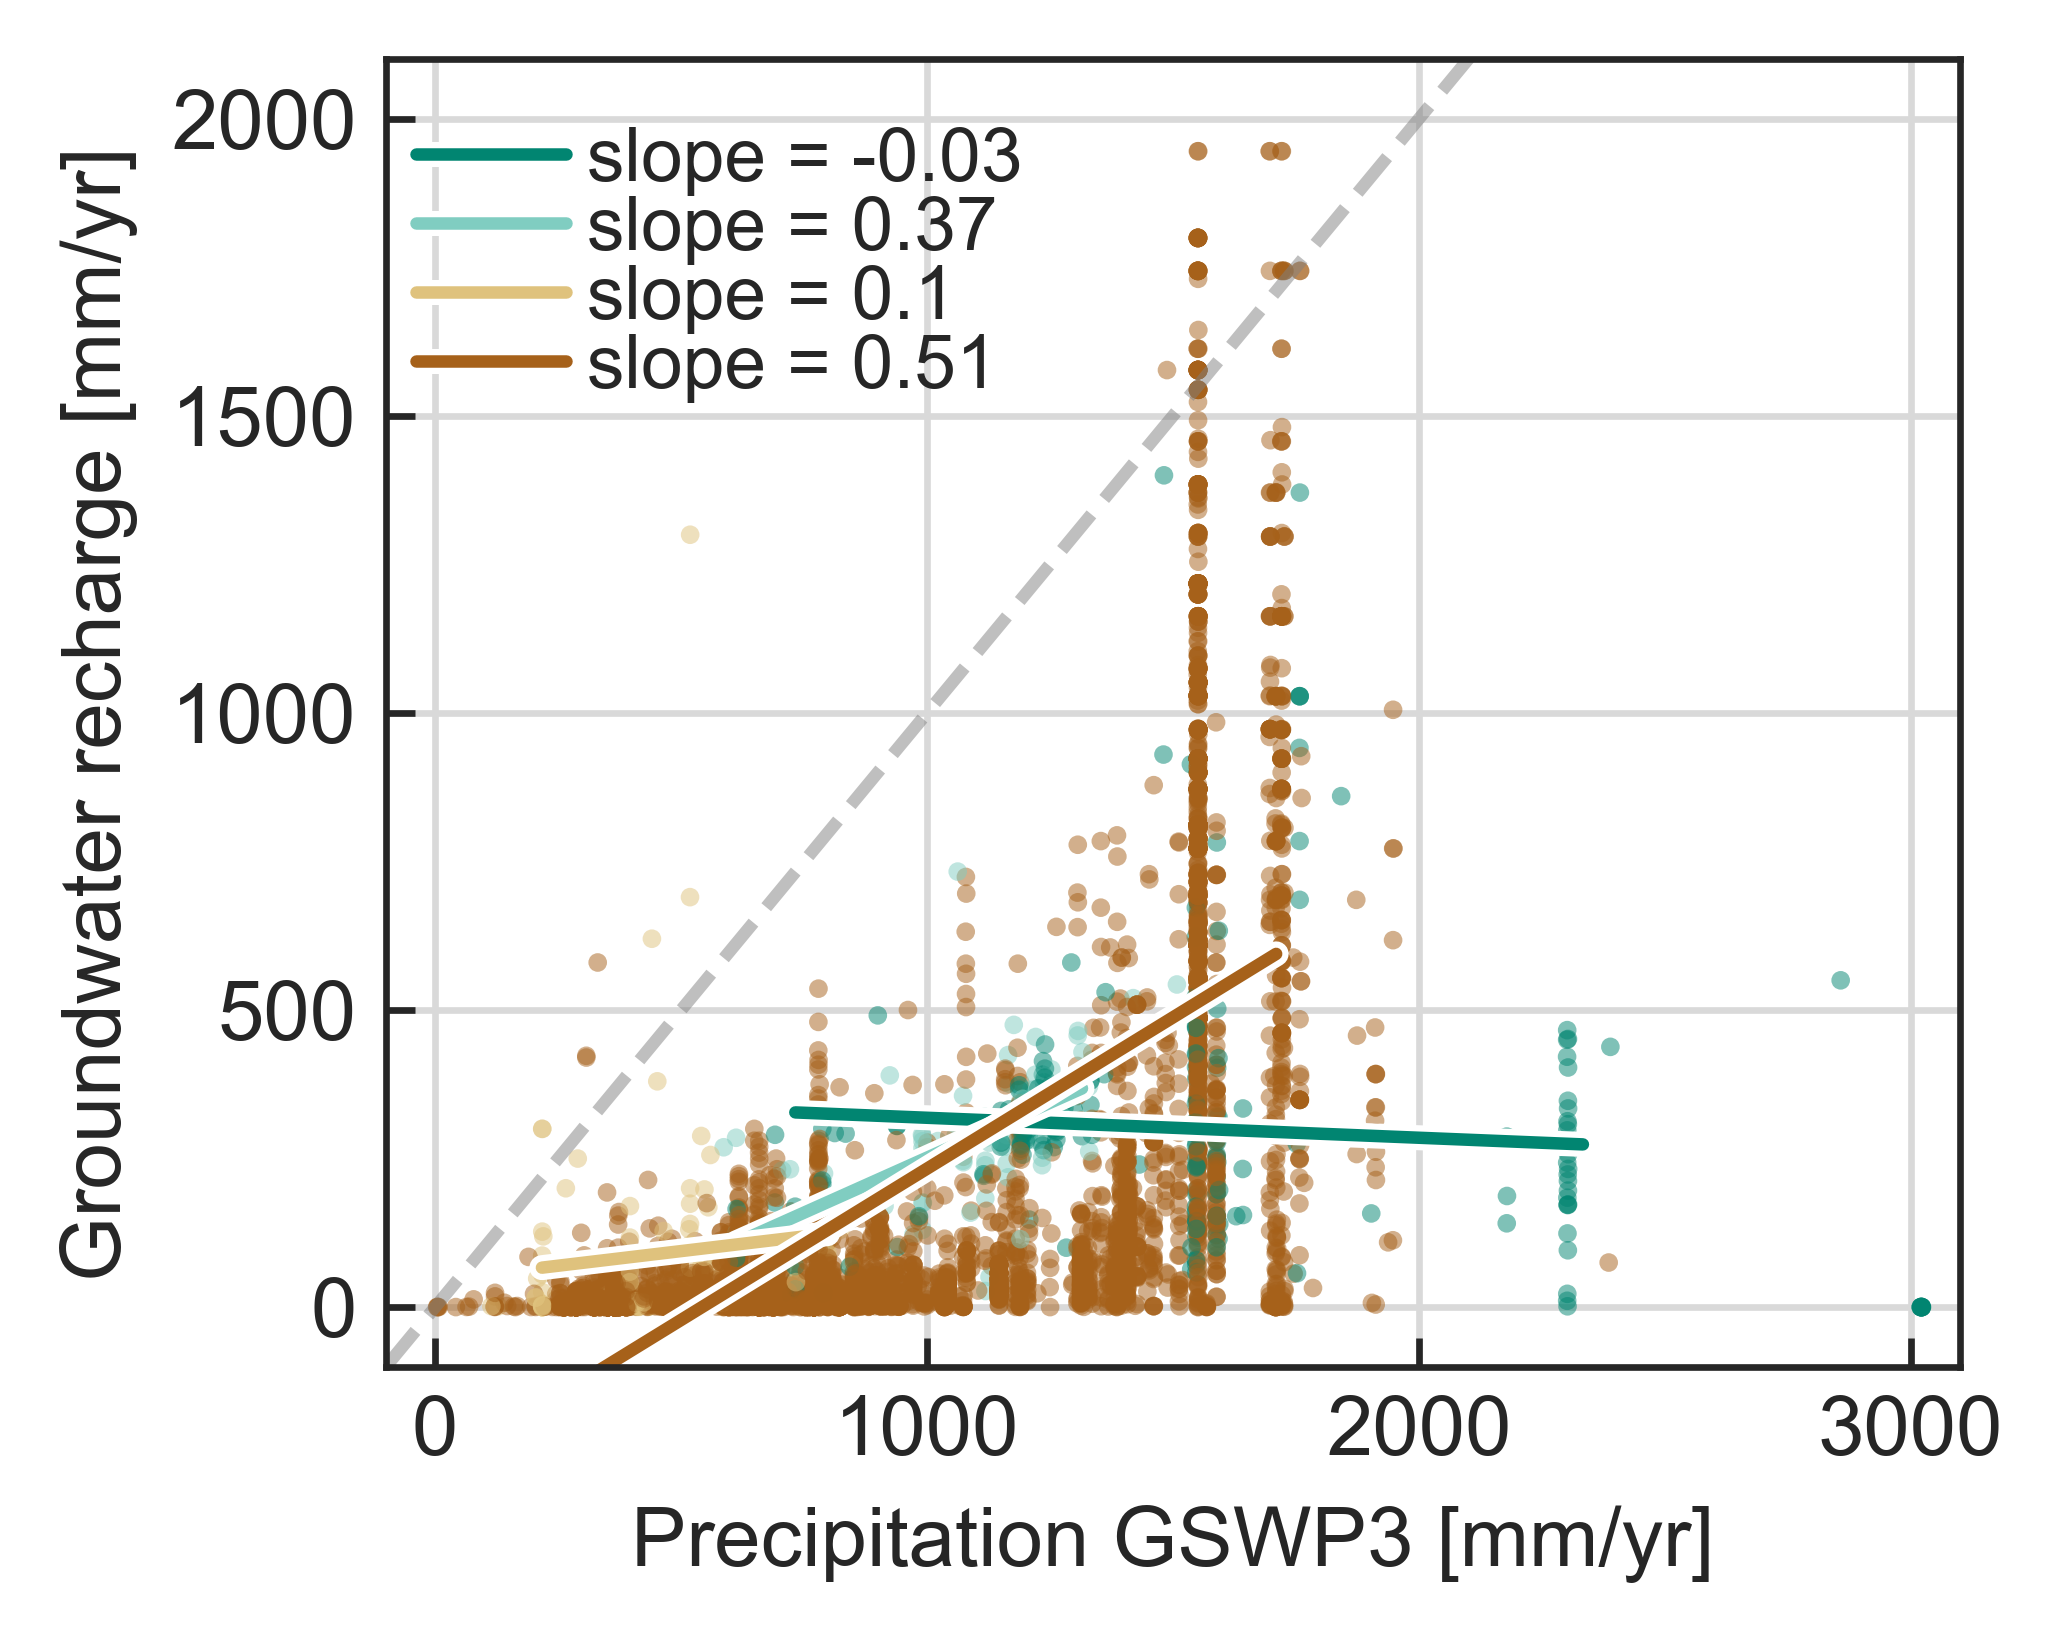 Groundwater recharge [mm/yr]
2000
1500
1000
500
0
slope = -0.03
slope = 0.37
slope = 0.1
slope = 0.51
0 1000 2000 3000
Precipitation GSWP3 [mm/yr]